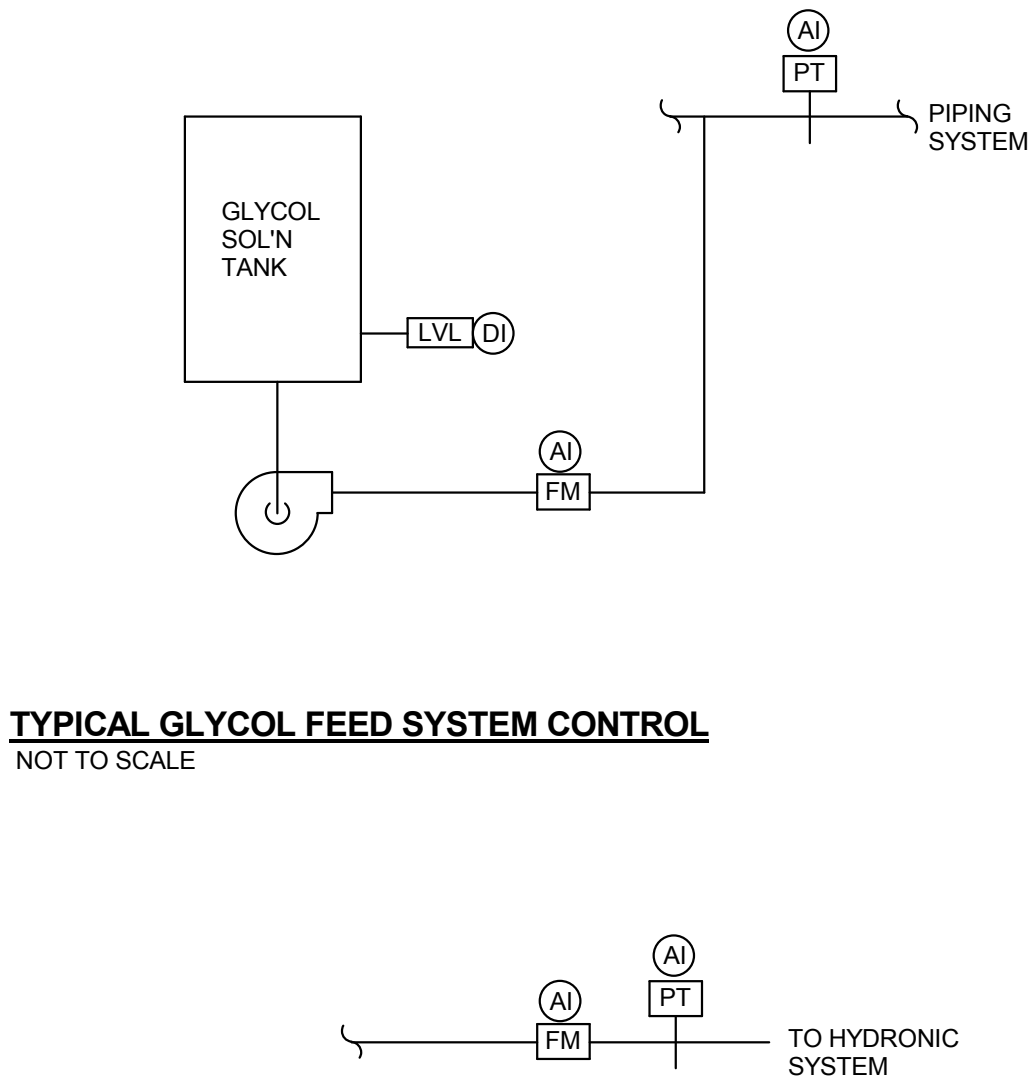 AI
PT
PIPING
SYSTEM
GLYCOL
SOL'N
TANK
LVL DI
AI
FM
TYPICAL GLYCOL FEED SYSTEM CONTROL
NOT TO SCALE
AI
PT
AI
FM
TO HYDRONIC
SYSTEM